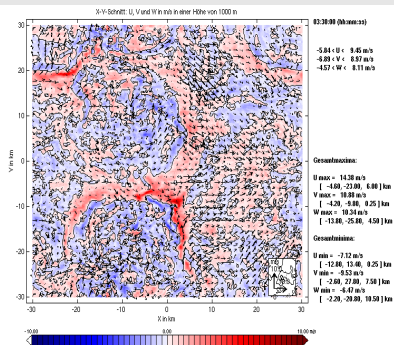 X-Y-Schnitt: U, V und W in m/s in einer Höhe von 1000 m
03:30:00 (hh:mm:ss)
-5.84 < U < 9.45 m/s
-6.89 < V < 8.97 m/s
-4.57 < W < 8.11 m/s
Gesamtmaxima:
U max = 14.38 m/s
[ -4.60, -23.00, 6.00 ] km
V max = 10.88 m/s
[ -4.20, -9.80, 0.25 ] km
W max = 10.34 m/s
[ -13.80, -25.80, 4.50 ] km
Gesamtminima:
U min = -7.12 m/s
[ -12.80, 13.40, 0.25 ] km
V min = -9.53 m/s
[ -2.60, 27.80, 7.50 ] km
W min = -6.47 m/s
[ -2.20, -20.80, 10.50 ] km
Y in km
30
20
10
0
-10
-20
-30
-30 -20 -10 0 10 20 30
X in km
m/s
-10.00 0.00 10.00 m/s